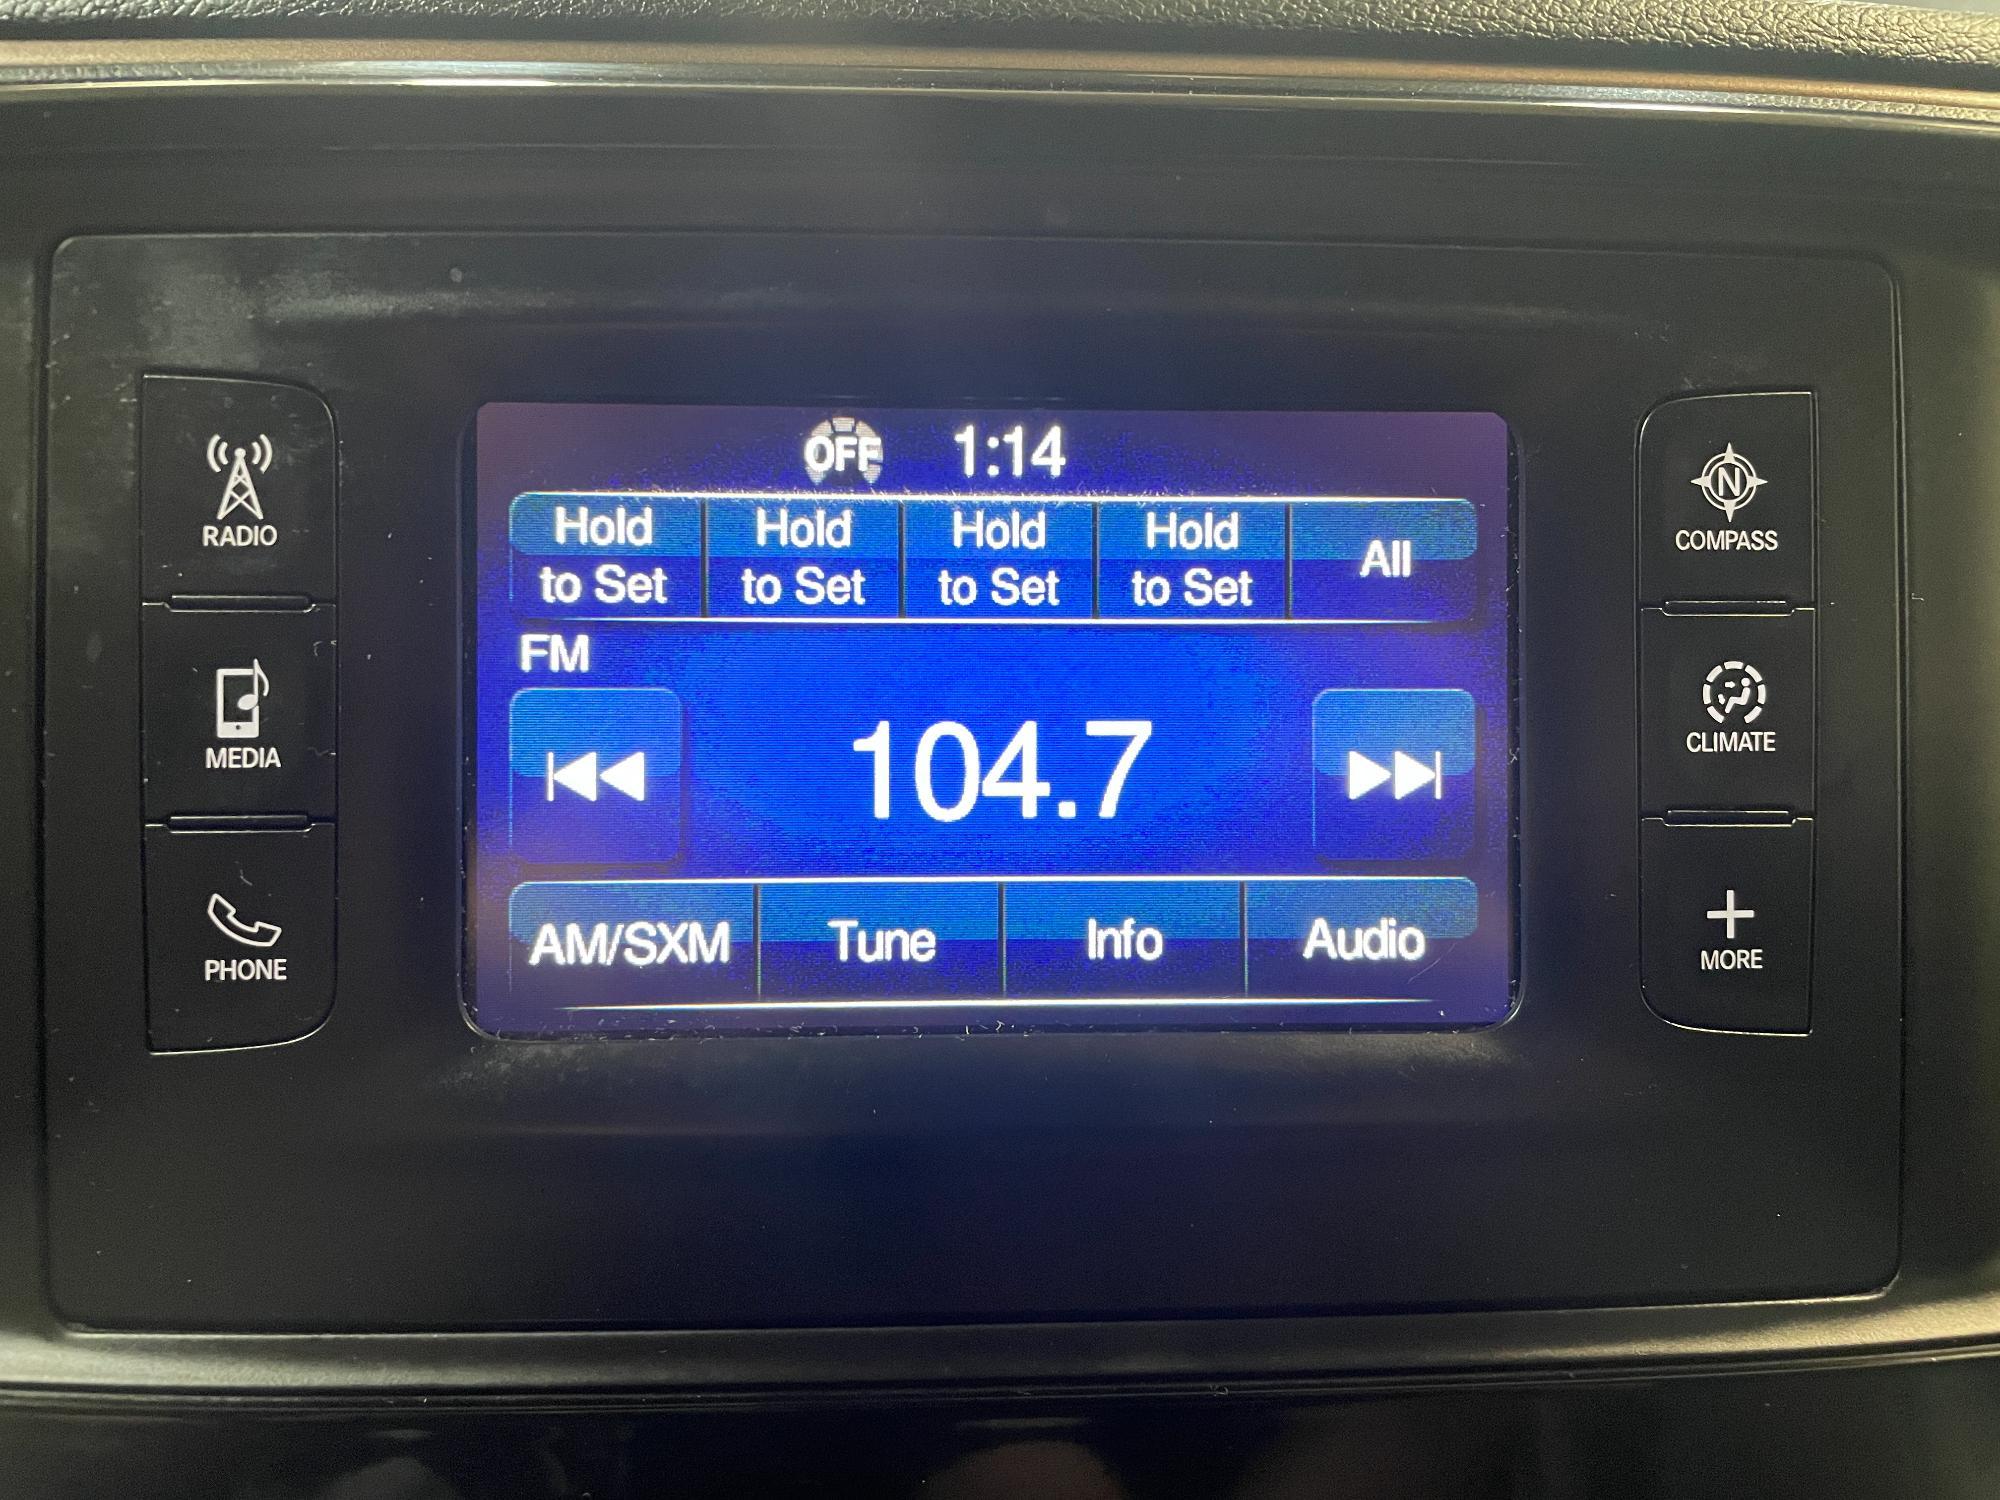 OFF 1:14
Hold to Set
Hold to Set
Hold to Set
Hold to Set
All
FM
104.7
AM/SXM Tune Info Audio
RADIO
MEDIA
PHONE
N
COMPASS
CLIMATE
MORE